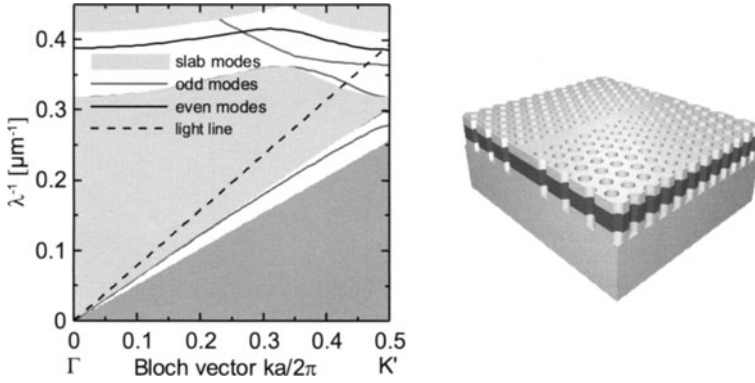 0.4
0.3
0.2
0.1
0
λ⁻¹ [μm⁻¹]
slab modes
odd modes
even modes
light line
0 0.1 0.2 0.3 0.4 0.5
Γ Bloch vector ka/2π K'